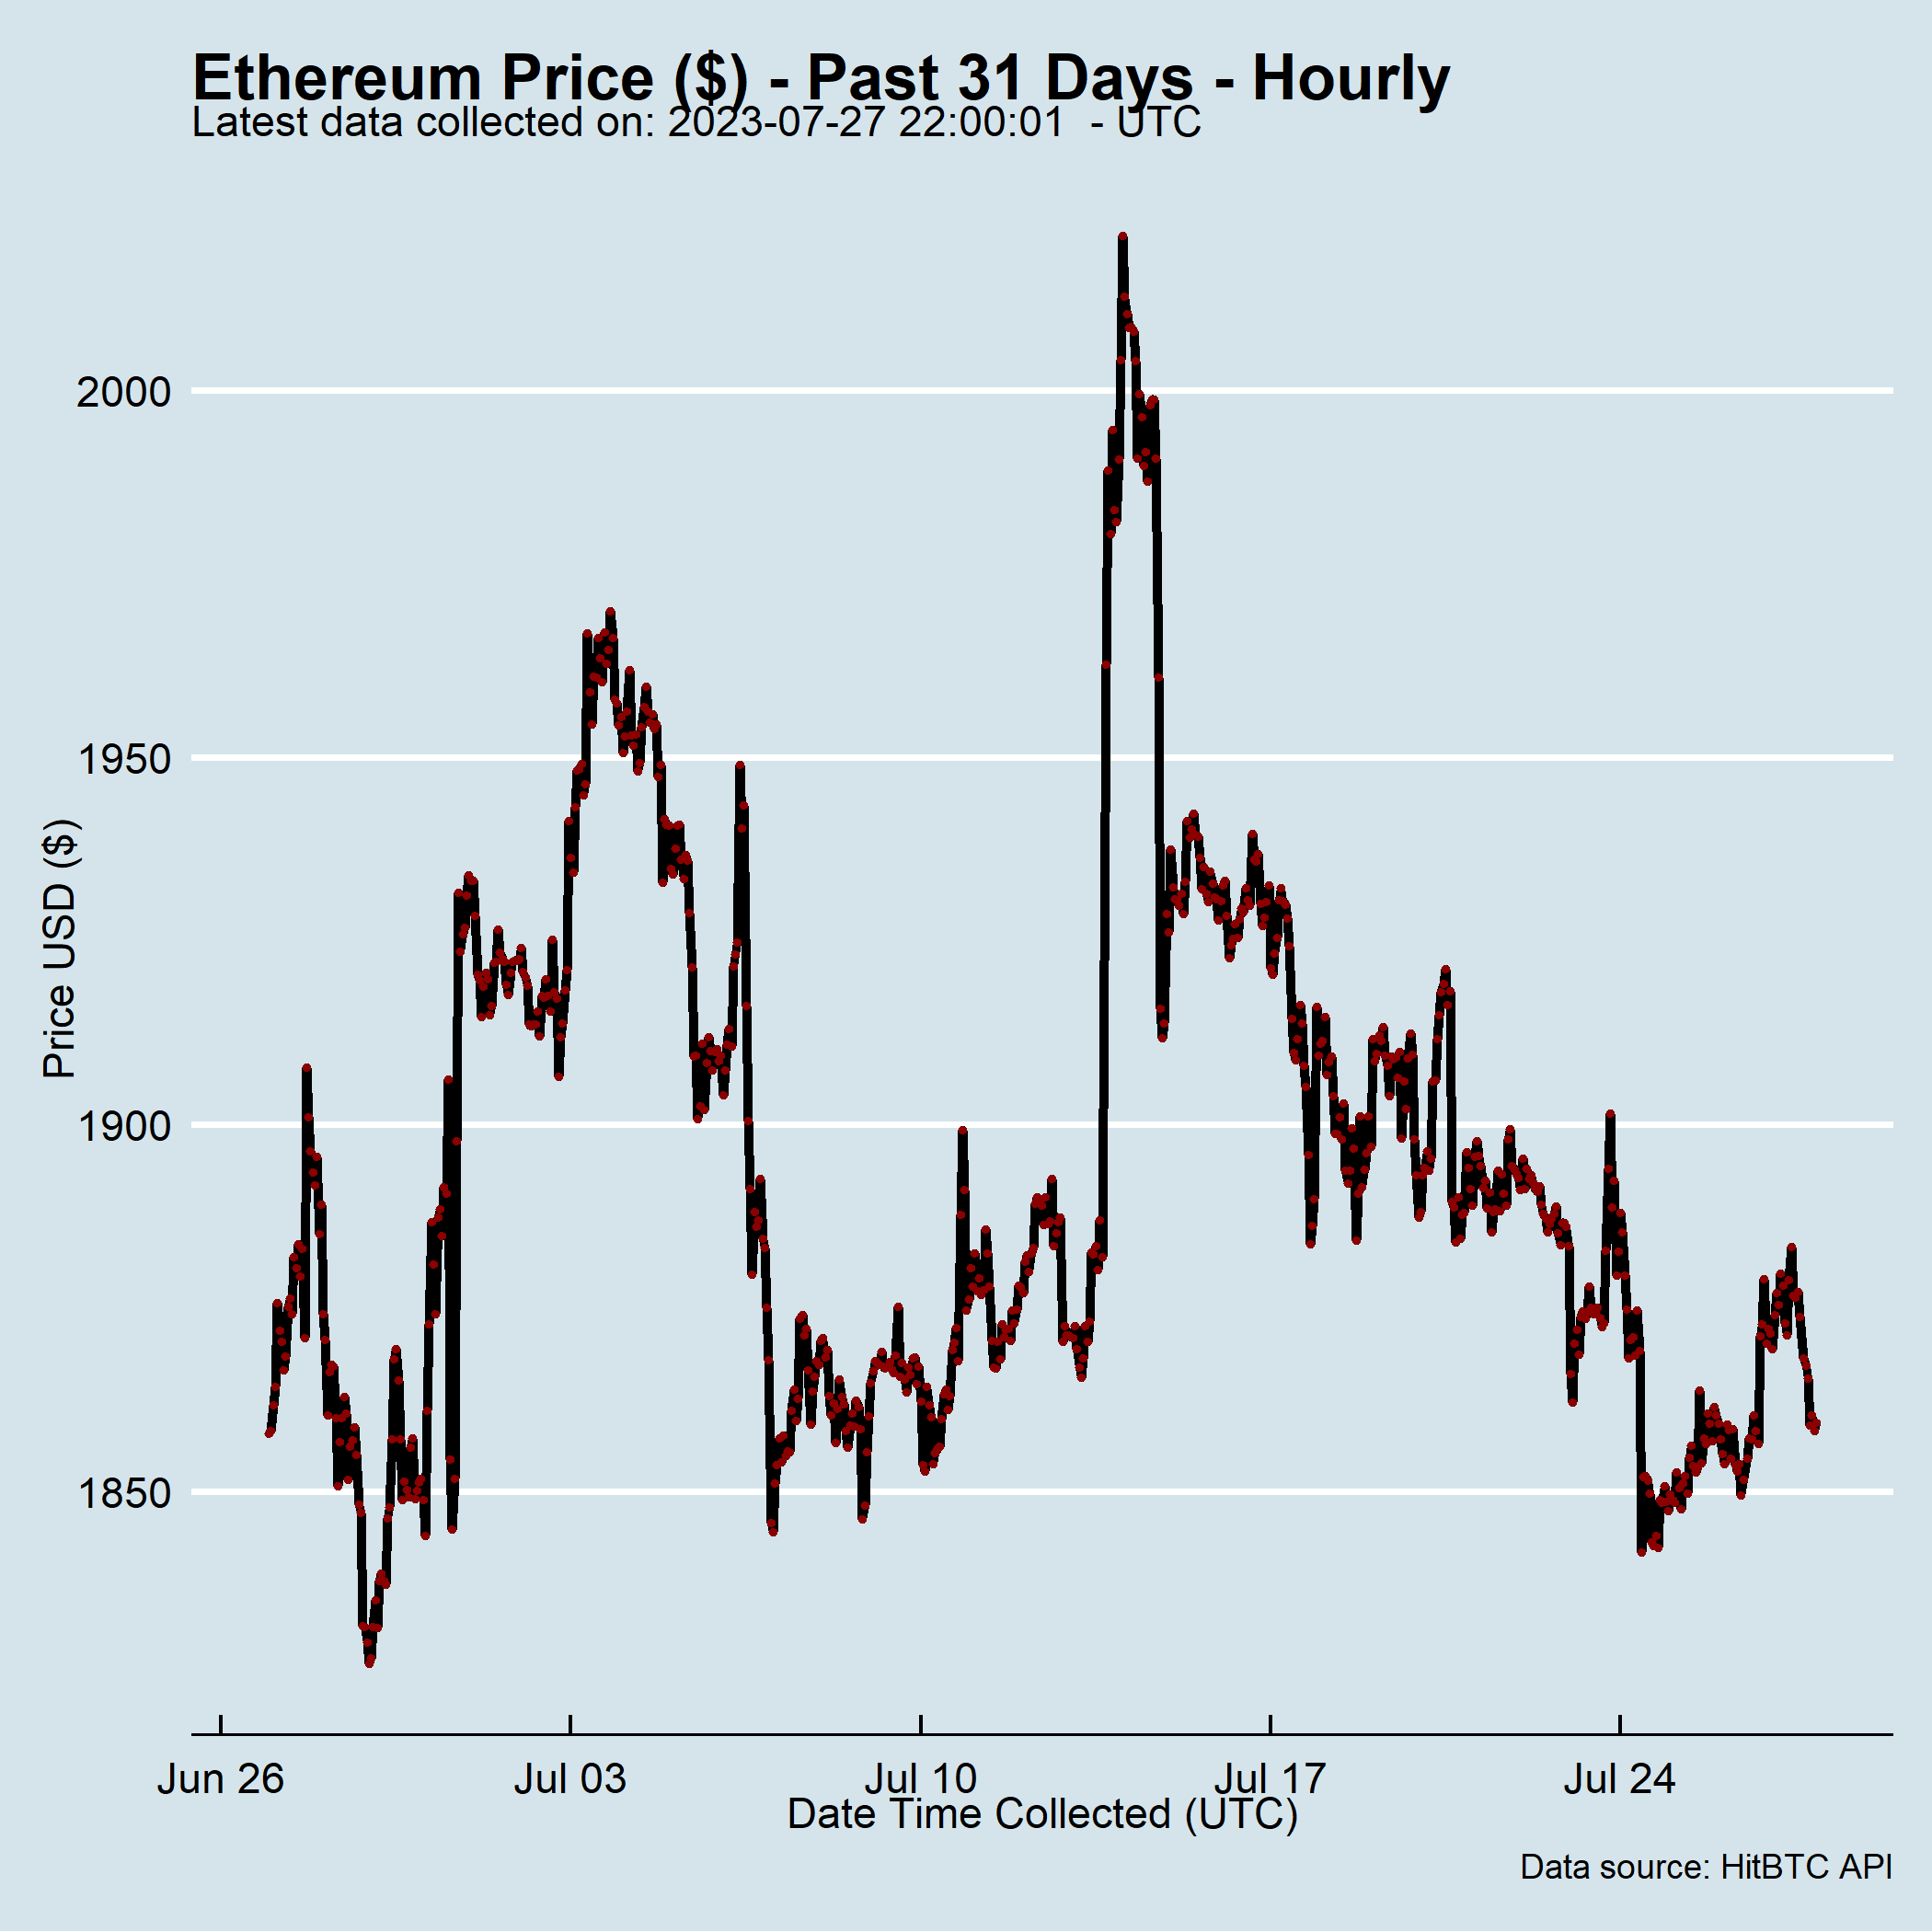 Ethereum Price ($) - Past 31 Days - Hourly
Latest data collected on: 2023-07-27 22:00:01  - UTC
2000
1950
1900
1850
Price USD ($)
Jun 26 Jul 03 Jul 10 Jul 17 Jul 24
Date Time Collected (UTC)
Data source: HitBTC API